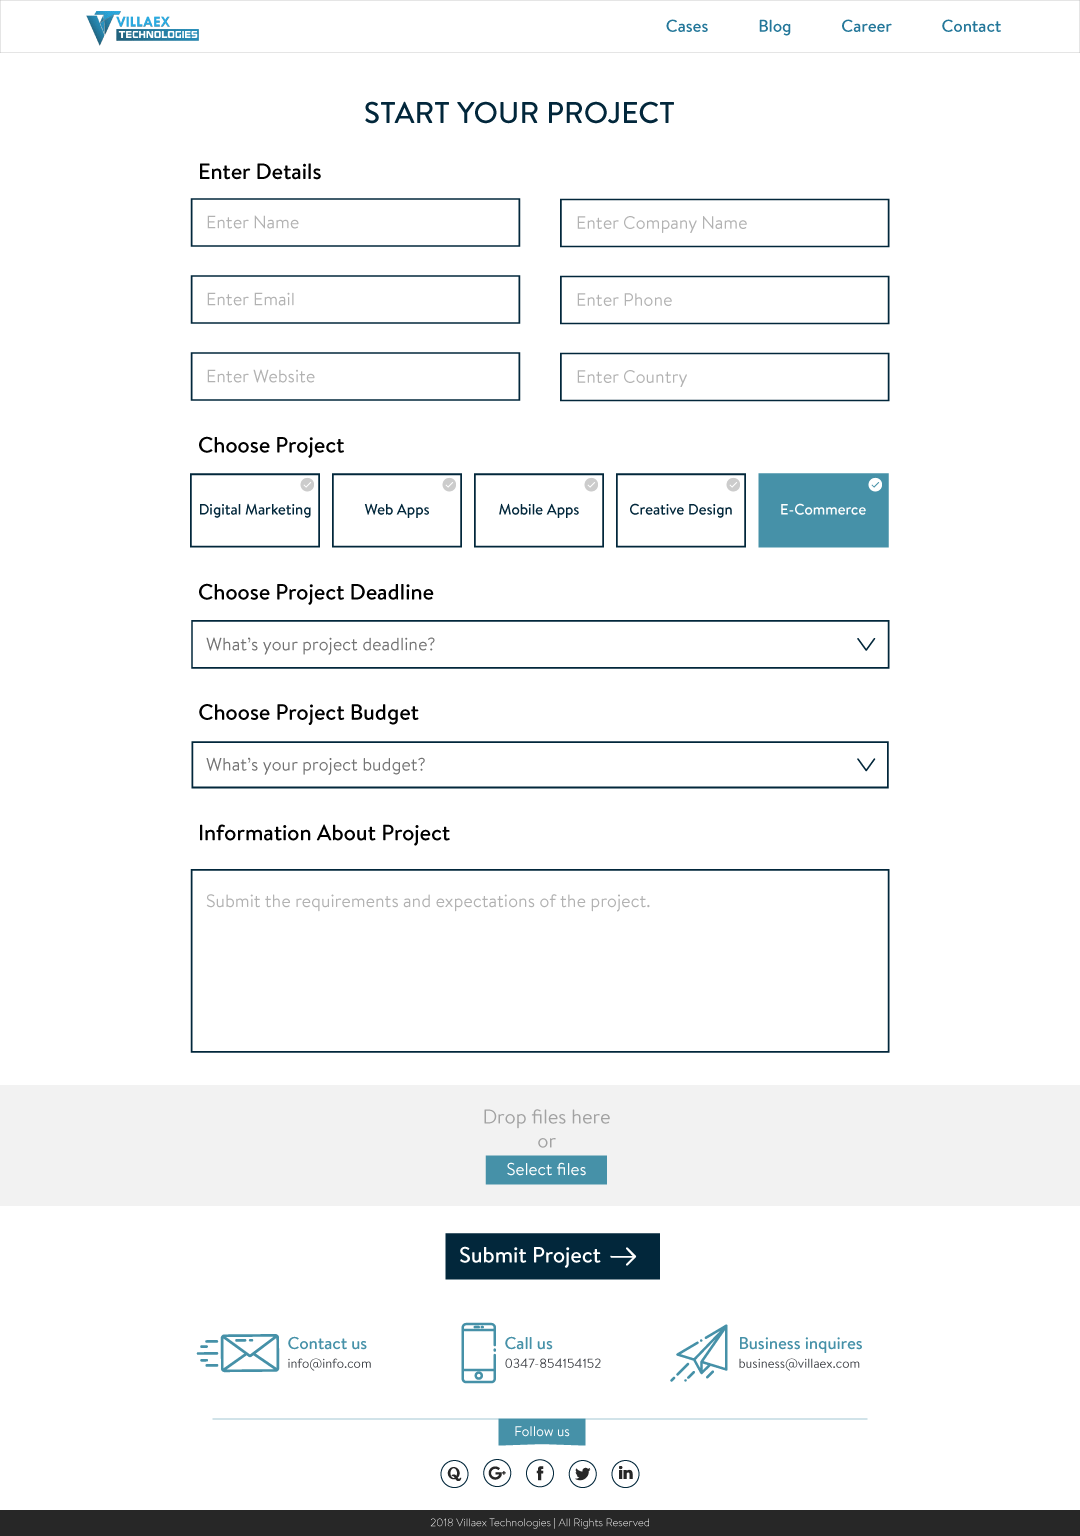 VILLAEX
TECHNOLOGIES
Cases Blog Career Contact
START YOUR PROJECT
Enter Details
Enter Name
Enter Company Name
Enter Email
Enter Phone
Enter Website
Enter Country
Choose Project
Digital Marketing
Web Apps
Mobile Apps
Creative Design
E-Commerce
Choose Project Deadline
What's your project deadline?
Choose Project Budget
What's your project budget?
Information About Project
Submit the requirements and expectations of the project.
Drop files here
or
Select files
Submit Project
Contact us
info@info.com
Call us
0347-854154152
Business inquires
business@villaex.com
Follow us
2018 Villaex Technologies | All Rights Reserved